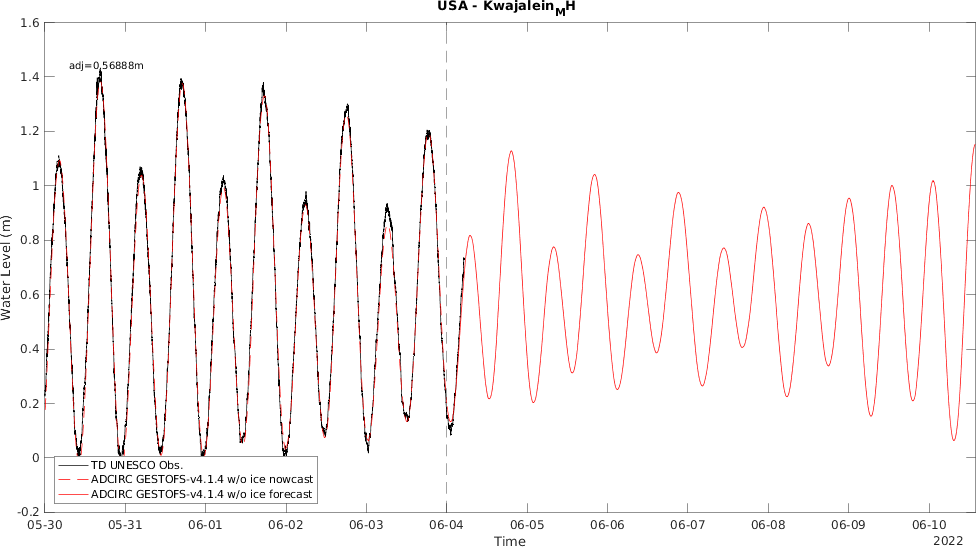 USA - Kwajalein_MH
1.6
adj=0.56888m
1.4
1.2
1
0.8
0.6
0.4
0.2
0
-0.2
Water Level (m)
TD UNESCO Obs.
ADCIRC GESTOFS-v4.1.4 w/o ice nowcast
ADCIRC GESTOFS-v4.1.4 w/o ice forecast
05-30 05-31 06-01 06-02 06-03 06-04 06-05 06-06 06-07 06-08 06-09 06-10
Time
2022